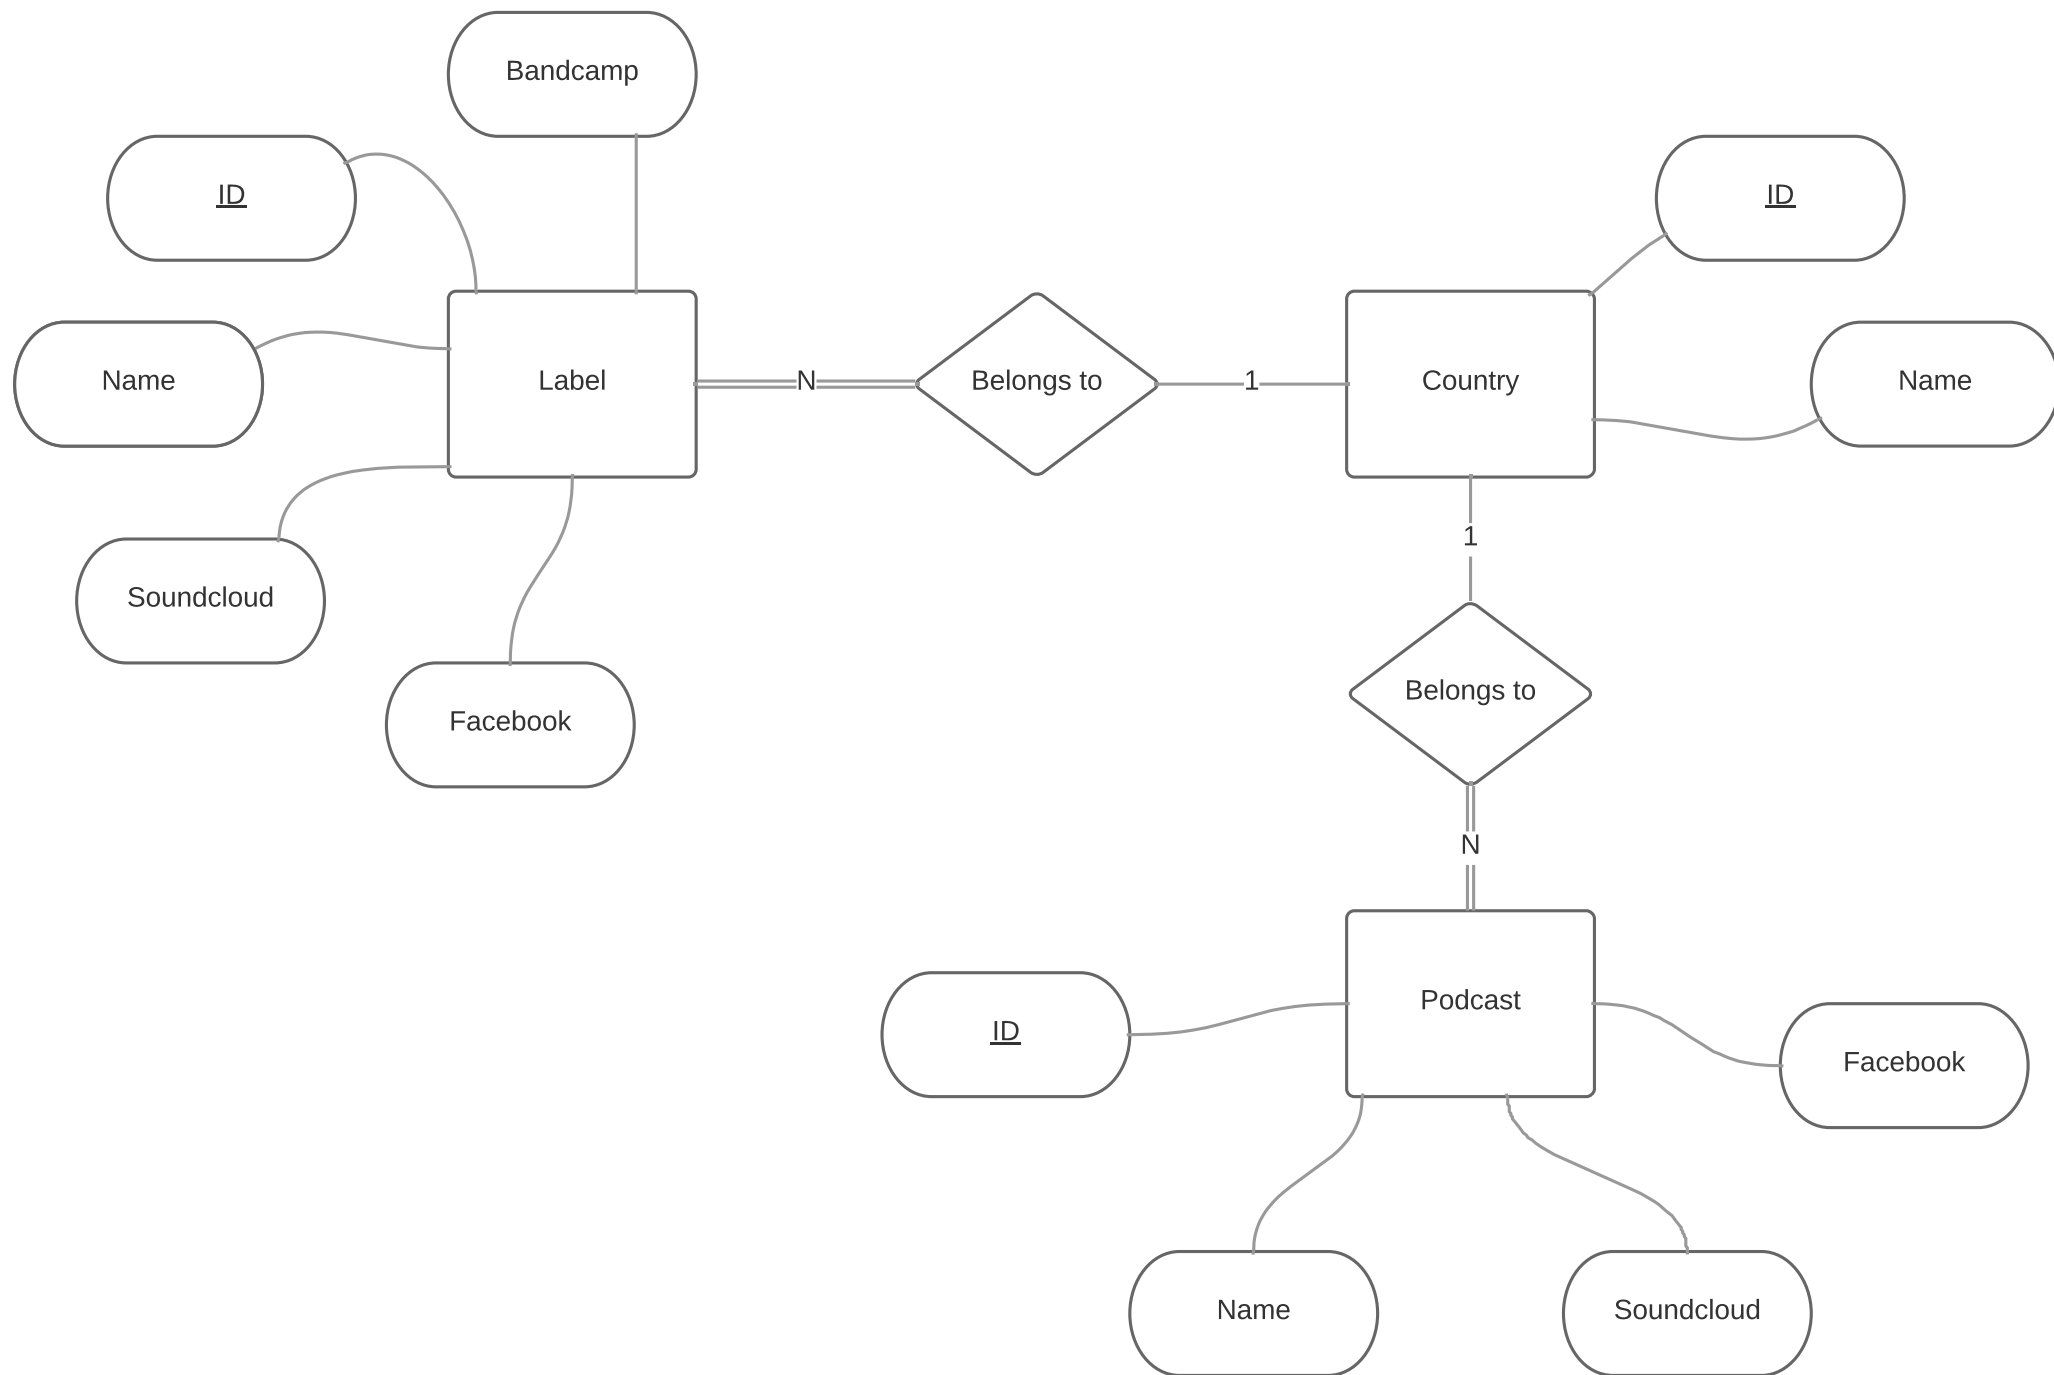 Bandcamp
ID
ID
Name
Label
N
Belongs to
1
Country
Name
1
Soundcloud
Belongs to
Facebook
N
Podcast
ID
Facebook
Name
Soundcloud